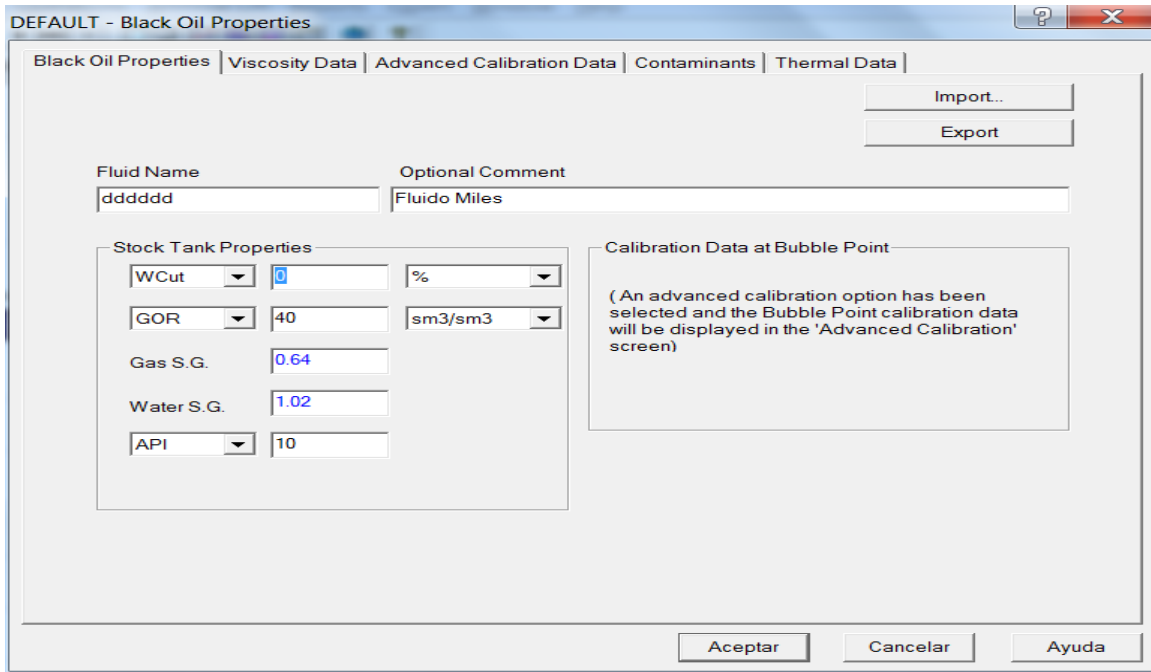 DEFAULT - Black Oil Properties
Black Oil Properties Viscosity Data Advanced Calibration Data Contaminants Thermal Data
Import...
Export
Fluid Name Optional Comment
dddddd Fluido Miles
Stock Tank Properties Calibration Data at Bubble Point
WCut 0 %
( An advanced calibration option has been
selected and the Bubble Point calibration data
will be displayed in the 'Advanced Calibration'
screen)
GOR 40 sm3/sm3
Gas S.G. 0.64
Water S.G. 1.02
API 10
Aceptar Cancelar Ayuda